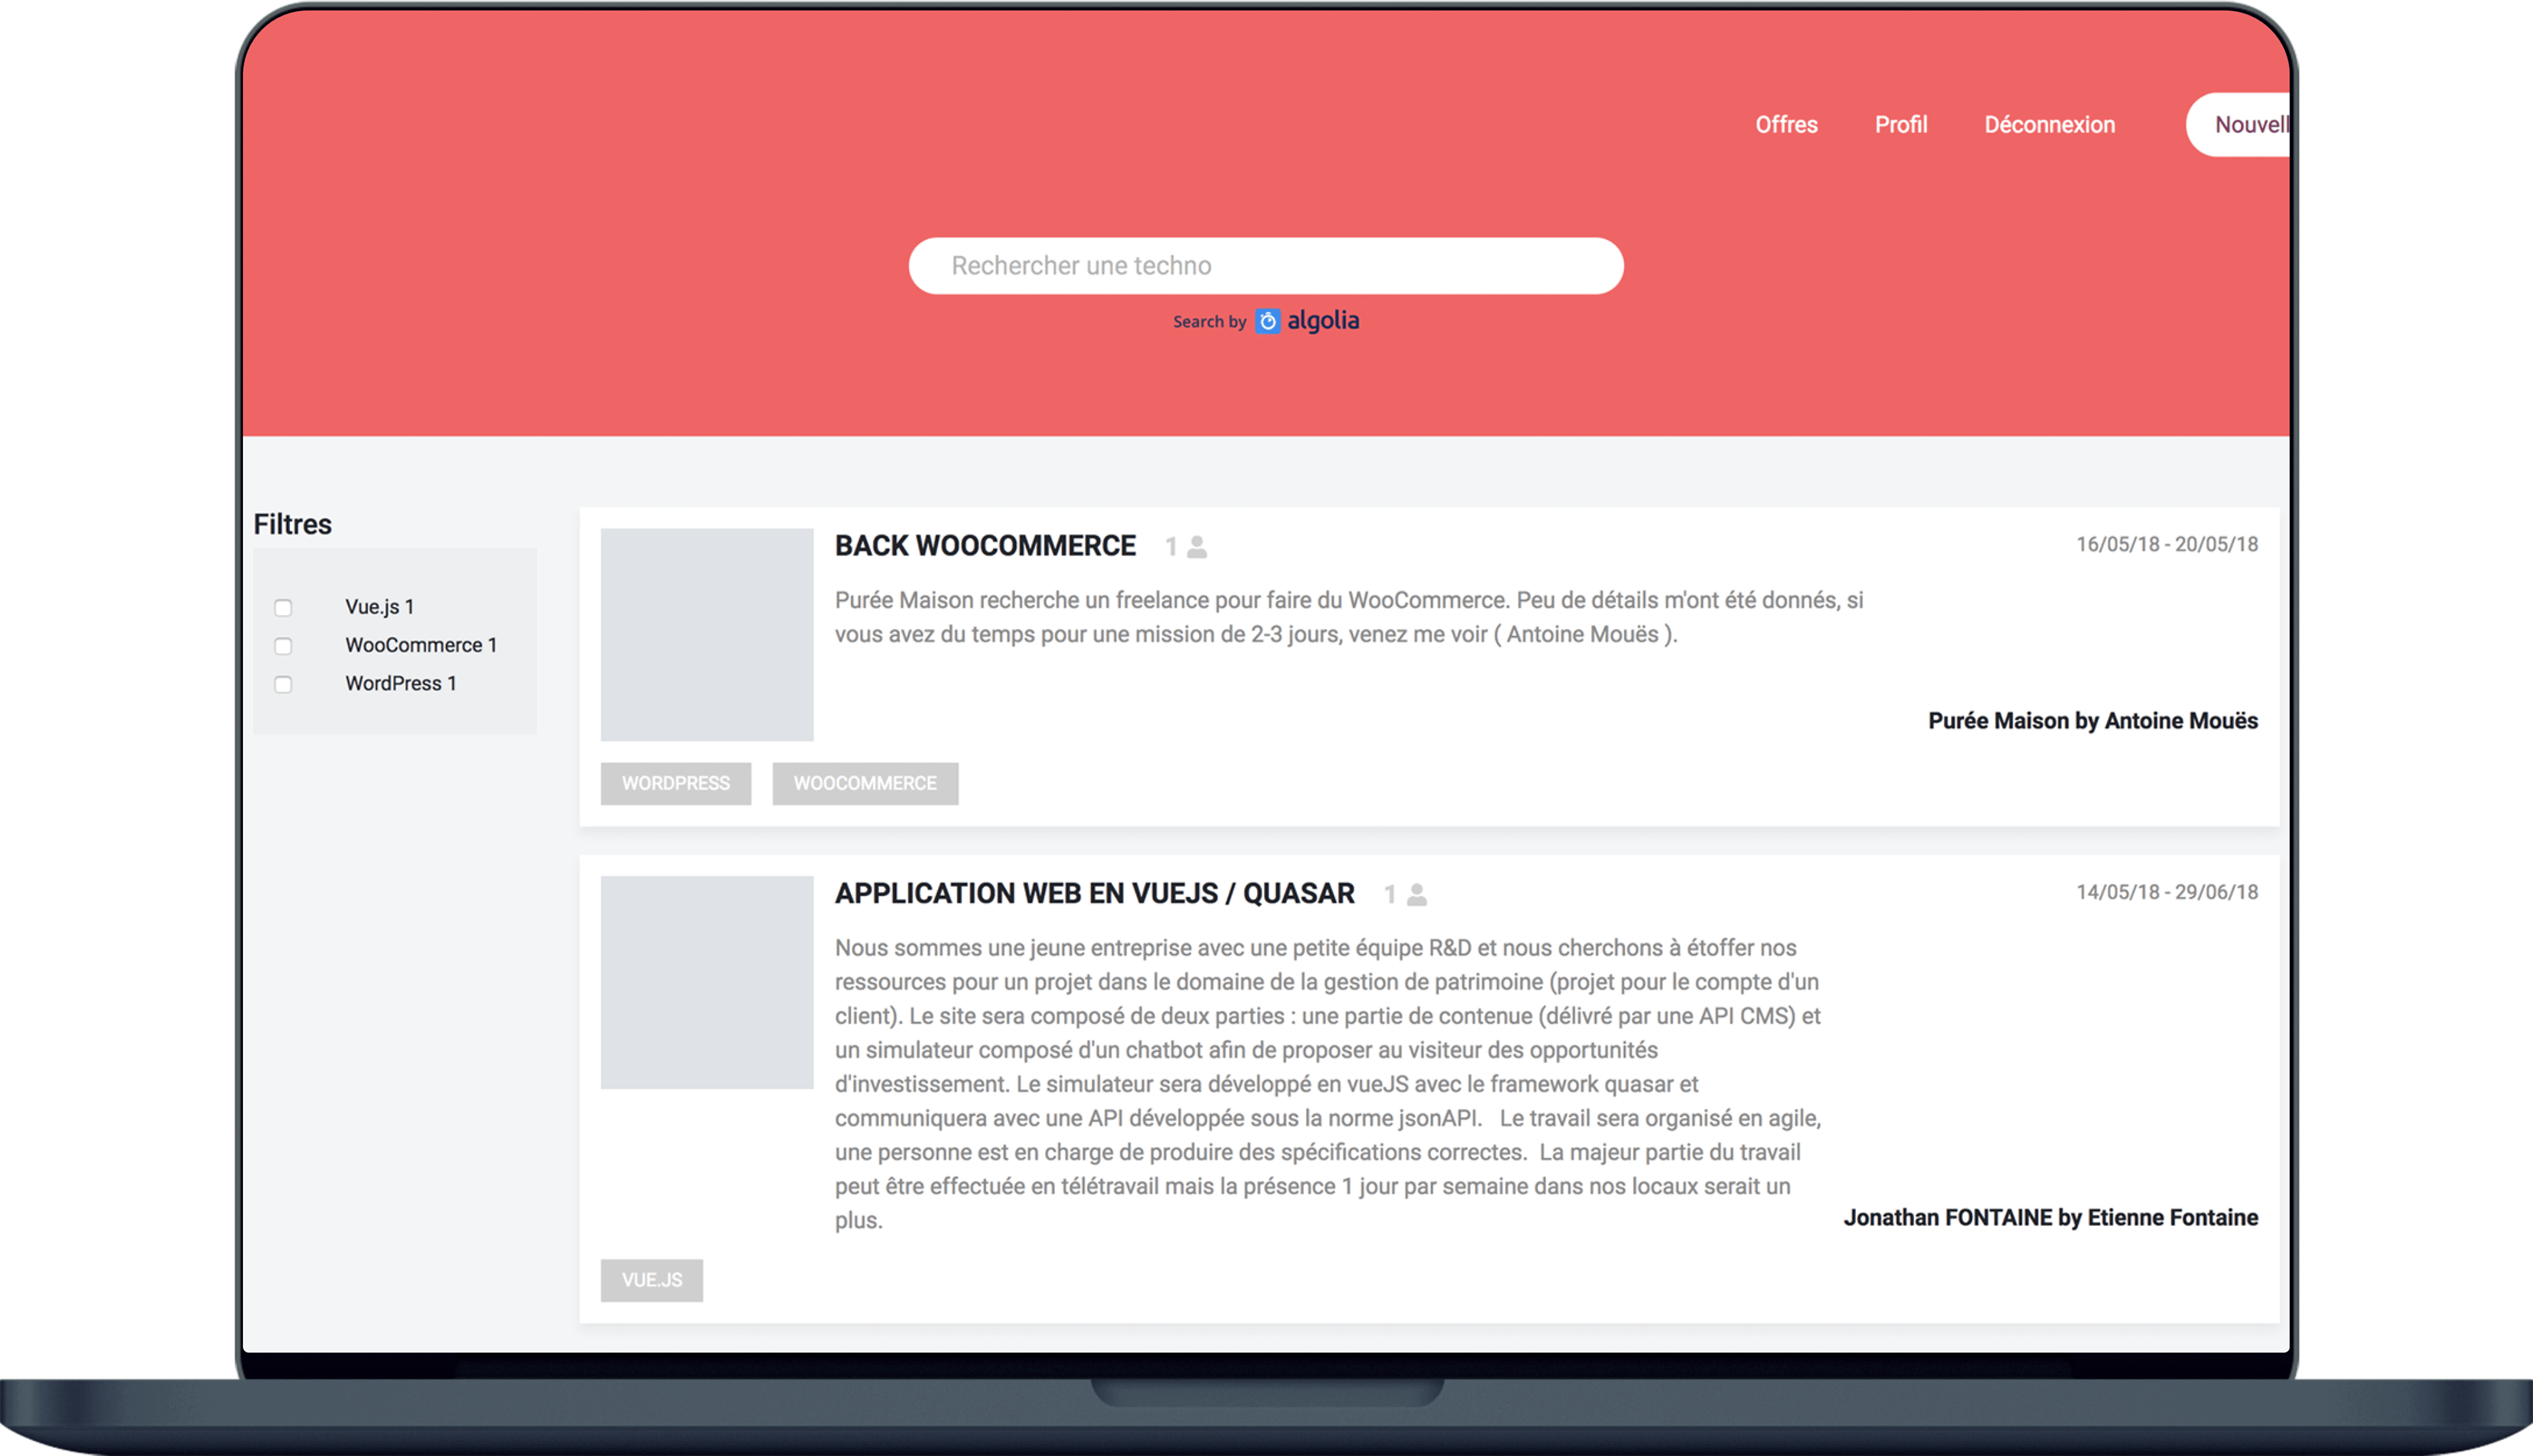 Offres
Profil
Déconnexion
Nouvell
Rechercher une techno
Search by algolia
Filtres
Vue.js 1
WooCommerce 1
WordPress 1
BACK WOOCOMMERCE 1
16/05/18 - 20/05/18
Purée Maison recherche un freelance pour faire du WooCommerce. Peu de détails m'ont été donnés, si
vous avez du temps pour une mission de 2-3 jours, venez me voir ( Antoine Mouës ).
Purée Maison by Antoine Mouës
WORDPRESS
WOOCOMMERCE
APPLICATION WEB EN VUEJS / QUASAR 1
14/05/18 - 29/06/18
Nous sommes une jeune entreprise avec une petite équipe R&D et nous cherchons à étoffer nos
ressources pour un projet dans le domaine de la gestion de patrimoine (projet pour le compte d'un
client). Le site sera composé de deux parties : une partie de contenue (délivré par une API CMS) et
un simulateur composé d'un chatbot afin de proposer au visiteur des opportunités
d'investissement. Le simulateur sera développé en vueJS avec le framework quasar et
communiquera avec une API développée sous la norme jsonAPI.   Le travail sera organisé en agile,
une personne est en charge de produire des spécifications correctes.  La majeur partie du travail
peut être effectuée en télétravail mais la présence 1 jour par semaine dans nos locaux serait un
plus.
Jonathan FONTAINE by Etienne Fontaine
VUE.JS